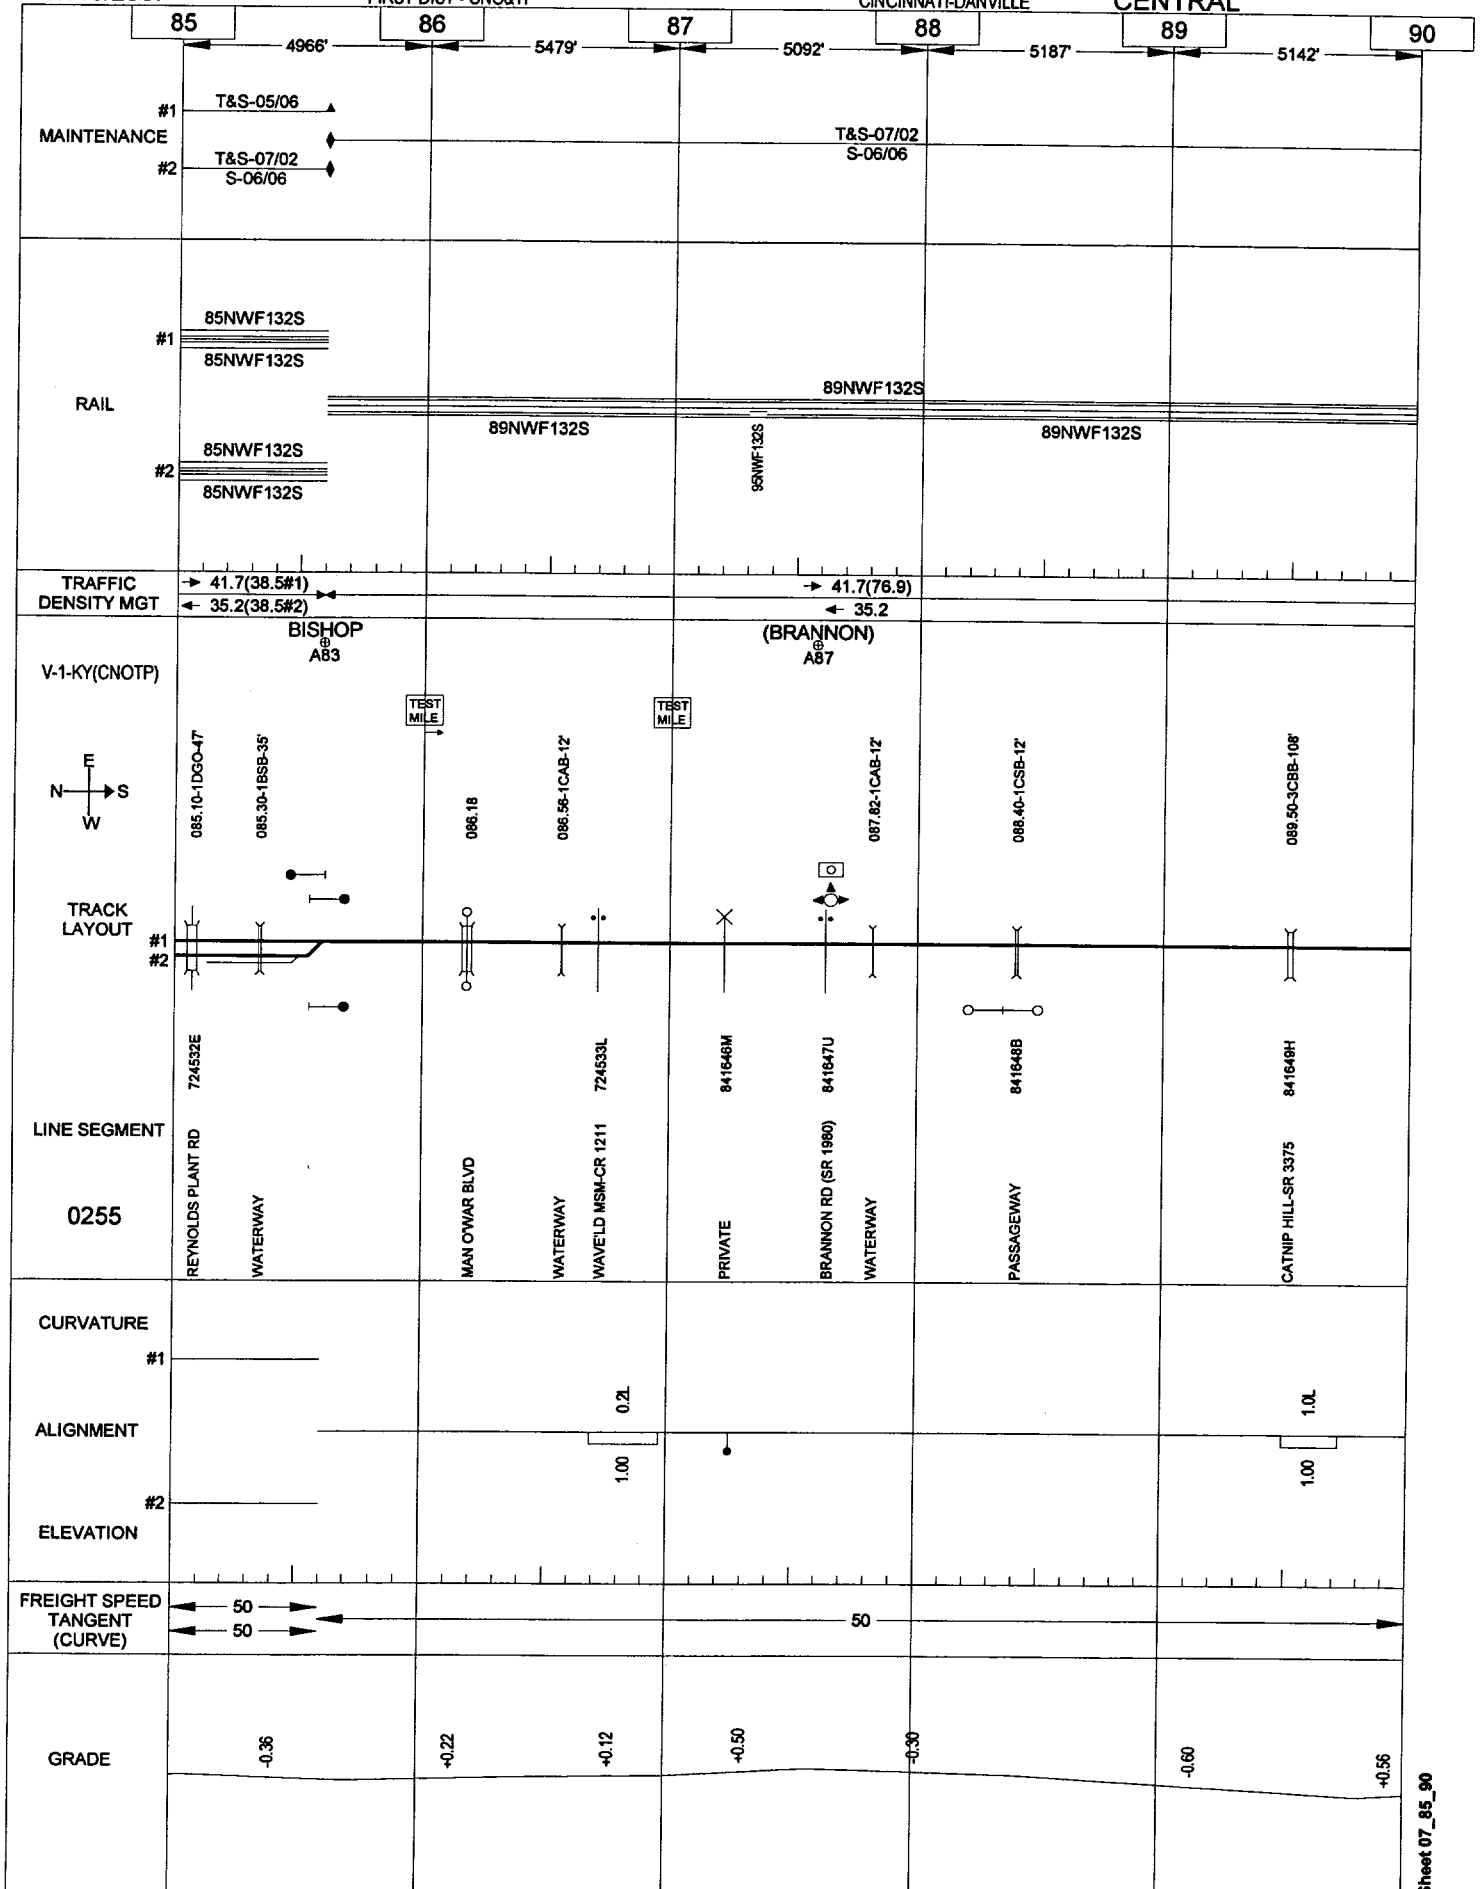 CINCINNATI-DANVILLE
CENTRAL
85 86 87 88 89 90
4966' 5479' 5092' 5187' 5142'
MAINTENANCE
#1 T&S-05/06
T&S-07/02
S-06/06
#2 T&S-07/02
S-06/06
RAIL
#1 85NWF132S
85NWF132S
89NWF132S
89NWF132S
89NWF132S
95NWF132S
#2 85NWF132S
85NWF132S
TRAFFIC
DENSITY MGT
41.7(38.5#1) 41.7(76.9)
35.2(38.5#2) 35.2
BISHOP (BRANNON)
A83 A87
V-1-KY(CNOTP)
TEST
MILE
TEST
MILE
E
N S
W
085.10-1DGO-47'
085.30-1BSB-35'
086.18
086.56-1CAB-12'
087.82-1CAB-12'
088.40-1CSB-12'
089.50-3CBB-108'
TRACK
LAYOUT
#1
#2
724532E
724533L
841646M
841647U
841648B
841649H
LINE SEGMENT
0255
REYNOLDS PLANT RD
WATERWAY
MAN O'WAR BLVD
WATERWAY
WAVE'LD MSM-CR 1211
PRIVATE
BRANNON RD (SR 1980)
WATERWAY
PASSAGEWAY
CATNIP HILL-SR 3375
CURVATURE
#1
0.2L
1.0L
ALIGNMENT
1.00
1.00
#2
ELEVATION
FREIGHT SPEED
TANGENT
(CURVE)
50
50
50
GRADE
-0.36 +0.22 +0.12 +0.50 -0.30 -0.60 +0.56
Sheet 07_85_90